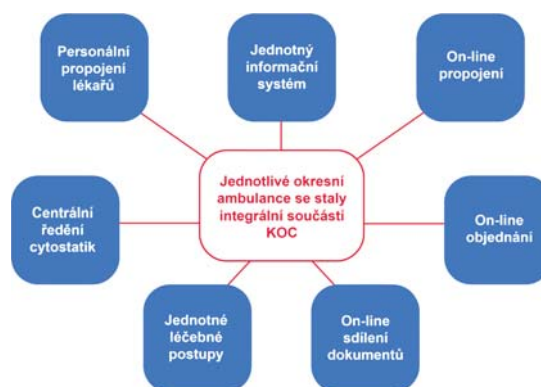 Personální
propojení
lékařů
Jednotný
informační
systém
On-line
propojení
Jednotlivé okresní
ambulance se staly
integrální součástí
KOC
Centrální
ředění
cytostatik
On-line
objednání
Jednotné
léčebné
postupy
On-line
sdílení
dokumentů